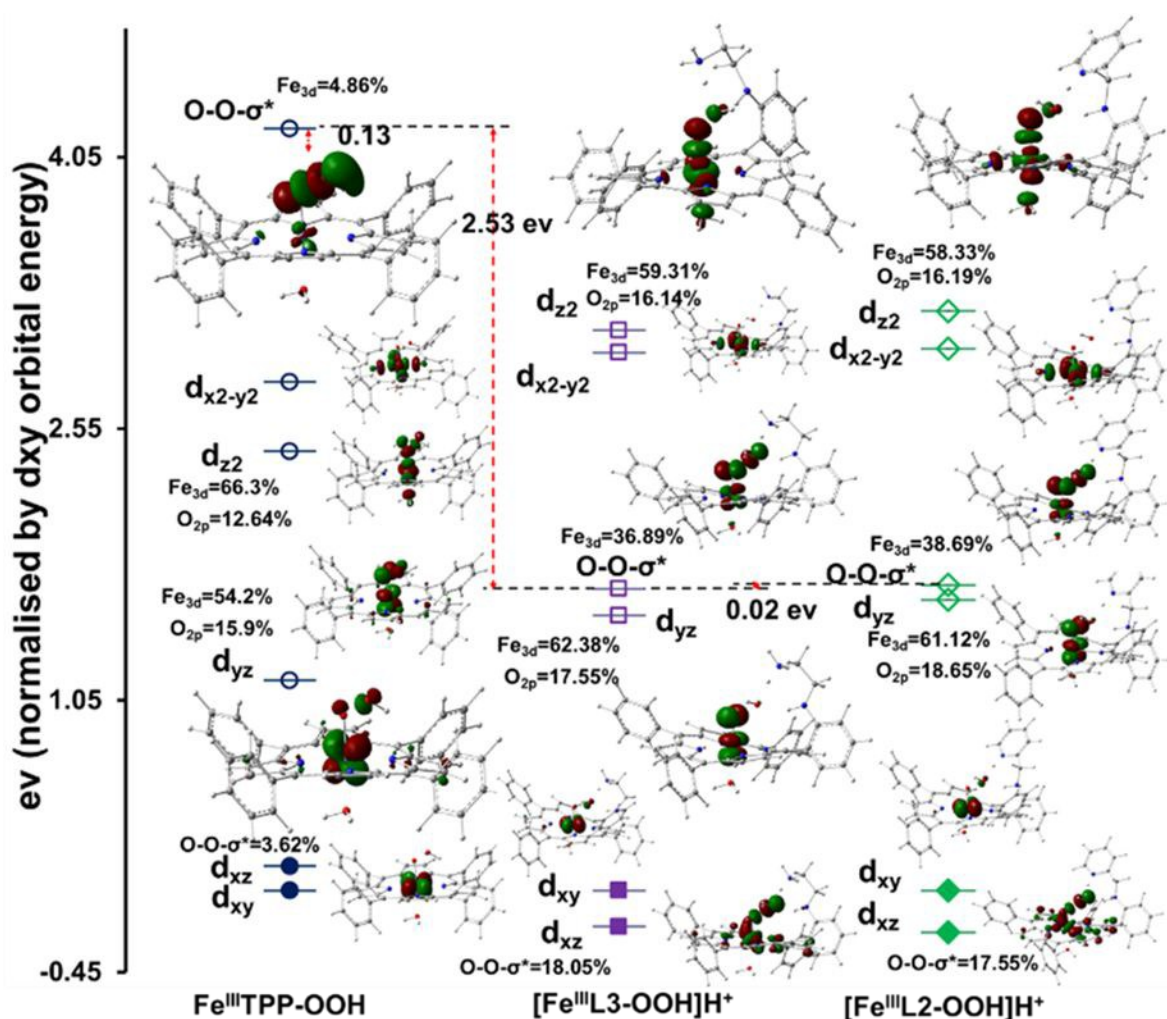 ev (normalised by dxy orbital energy)
4.05
2.55
1.05
-0.45
Fe3d=4.86%
O-O-σ*
0.13
2.53 ev
dx2-y2
dz2
Fe3d=66.3%
O2p=12.64%
Fe3d=54.2%
O2p=15.9%
dyz
O-O-σ*=3.62%
dxz
dxy
FeIIITPP-OOH
Fe3d=59.31%
O2p=16.14%
dz2
dx2-y2
Fe3d=36.89%
O-O-σ*
0.02 ev
dyz
Fe3d=62.38%
O2p=17.55%
dxy
dxz
O-O-σ*=18.05%
[FeIIIL3-OOH]H+
Fe3d=58.33%
O2p=16.19%
dz2
dx2-y2
Fe3d=38.69%
O-O-σ*
dyz
Fe3d=61.12%
O2p=18.65%
dxy
dxz
O-O-σ*=17.55%
[FeIIIL2-OOH]H+